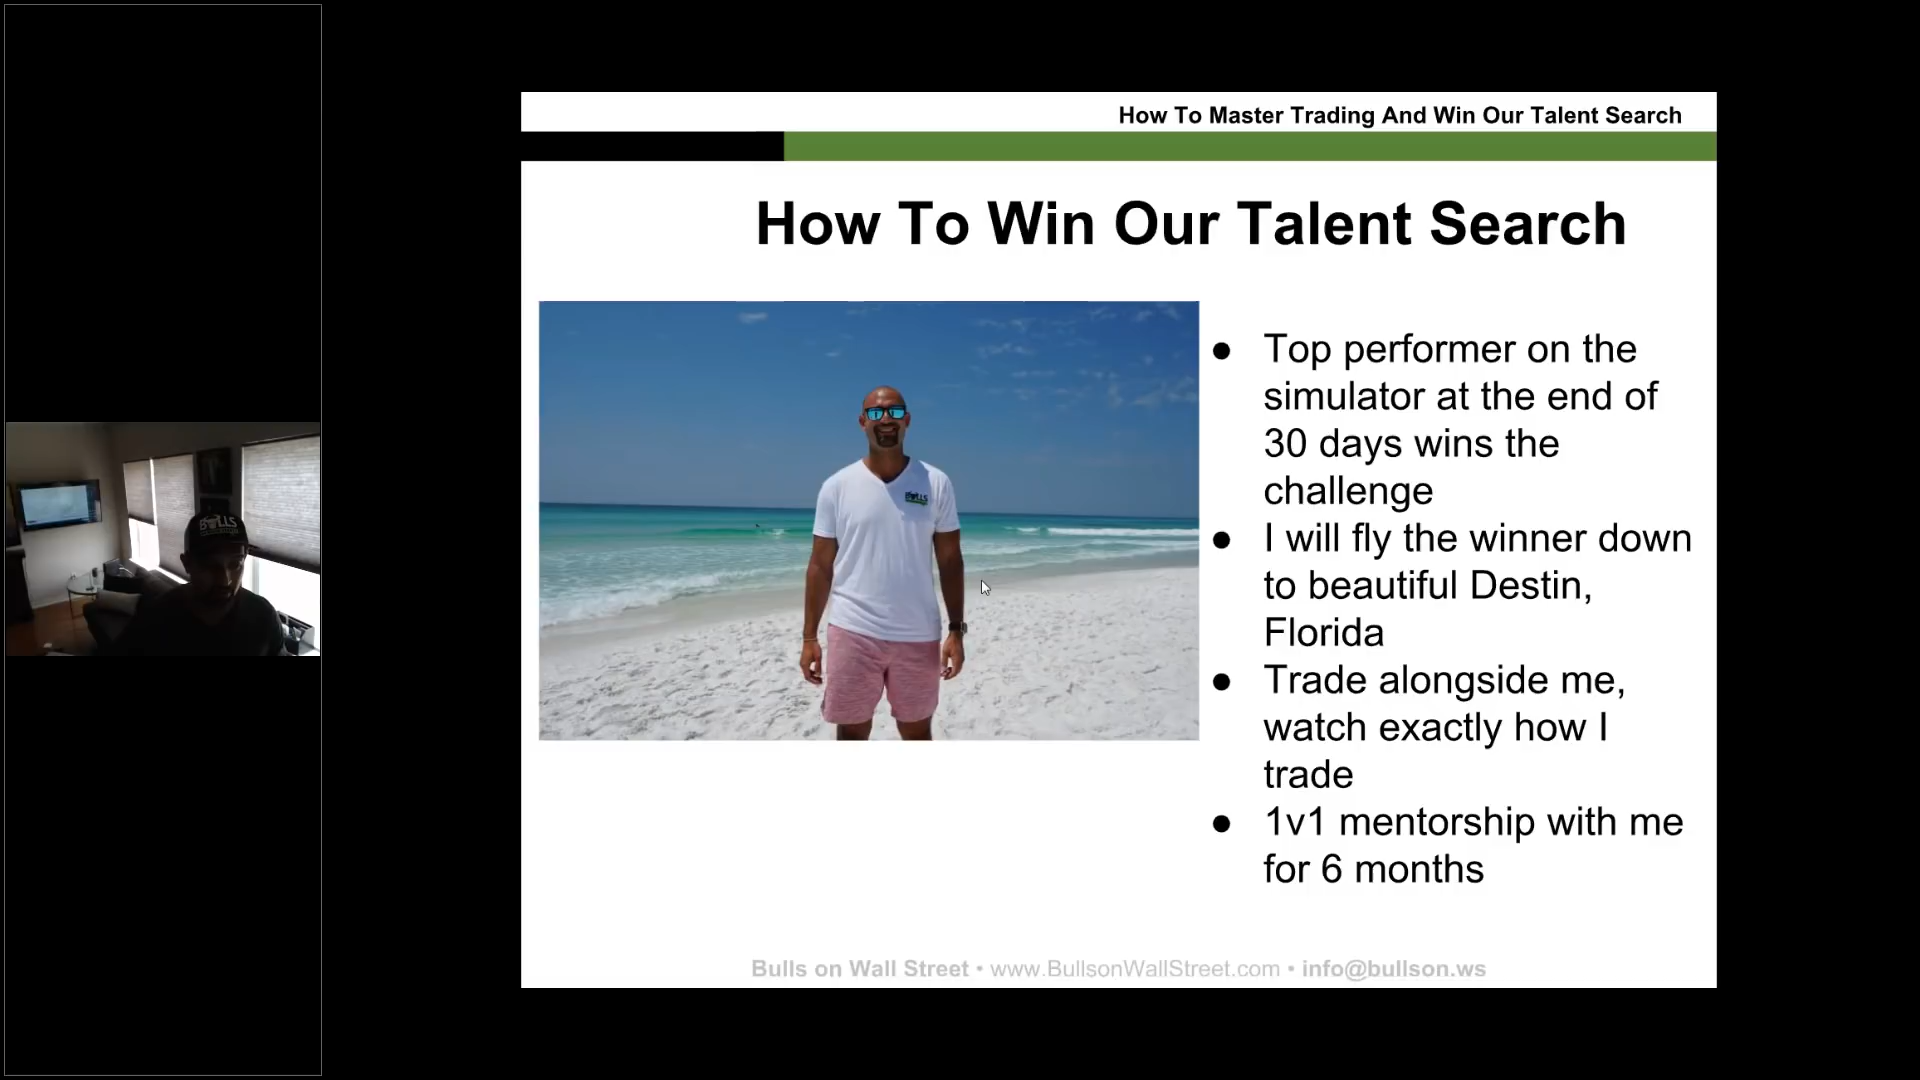 How To Master Trading And Win Our Talent Search
How To Win Our Talent Search
BULLS
● Top performer on the
simulator at the end of
30 days wins the
challenge
● I will fly the winner down
to beautiful Destin,
Florida
● Trade alongside me,
watch exactly how I
trade
● 1v1 mentorship with me
for 6 months
BULLS
Bulls on Wall Street • www.BullsonWallStreet.com • info@bullson.ws